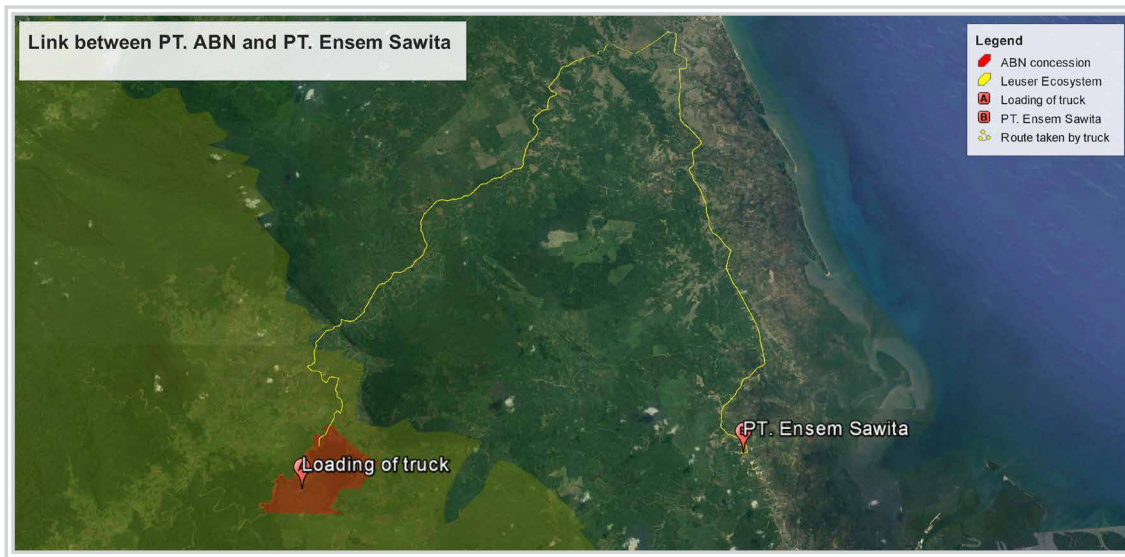 Link between PT. ABN and PT. Ensem Sawita
Legend
ABN concession
Leuser Ecosystem
A Loading of truck
B PT. Ensem Sawita
Route taken by truck
PT. Ensem Sawita
Loading of truck